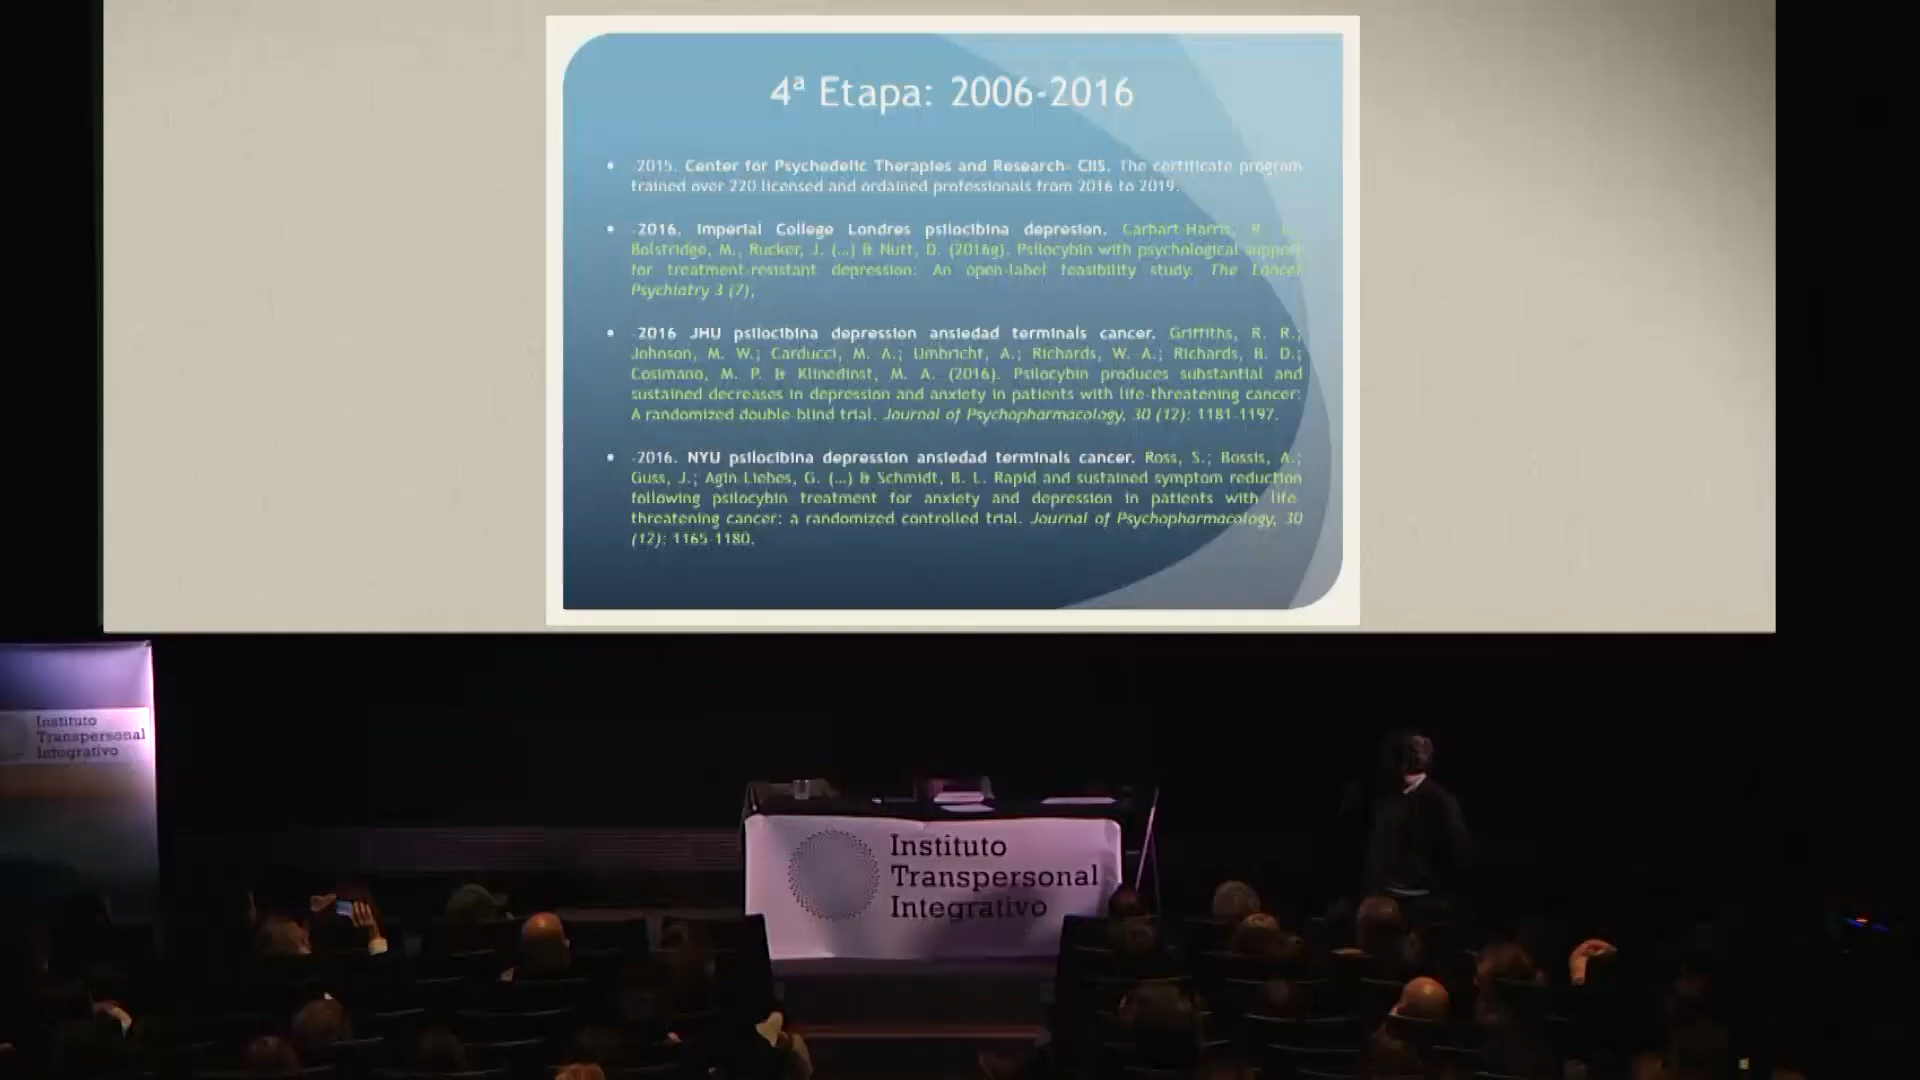 4ª Etapa: 2006-2016
• -2015. Center for Psychedelic Therapies and Research- CIIS. The certificate program
trained over 220 licensed and ordained professionals from 2016 to 2019.
• -2016. Imperial College Londres psilocibina depresion. Carhart-Harris, R. L.,
Bolstridge, M., Rucker, J. (...) & Nutt, D. (2016g). Psilocybin with psychological support
for treatment-resistant depression: An open-label feasibility study. The Lancet
Psychiatry 3 (7),
• -2016 JHU psilocibina depression ansiedad terminals cancer. Griffiths, R. R.;
Johnson, M. W.; Carducci, M. A.; Umbricht, A.; Richards, W. A.; Richards, B. D.;
Cosimano, M. P. & Klinedinst, M. A. (2016). Psilocybin produces substantial and
sustained decreases in depression and anxiety in patients with life-threatening cancer:
A randomized double-blind trial. Journal of Psychopharmacology, 30 (12): 1181-1197.
• -2016. NYU psilocibina depression ansiedad terminals cancer. Ross, S.; Bossis, A.;
Guss, J.; Agin-Liebes, G. (...) & Schmidt, B. L. Rapid and sustained symptom reduction
following psilocybin treatment for anxiety and depression in patients with life-
threatening cancer: a randomized controlled trial. Journal of Psychopharmacology, 30
(12): 1165-1180.
Instituto
Transpersonal
Integrativo
Instituto
Transpersonal
Integrativo